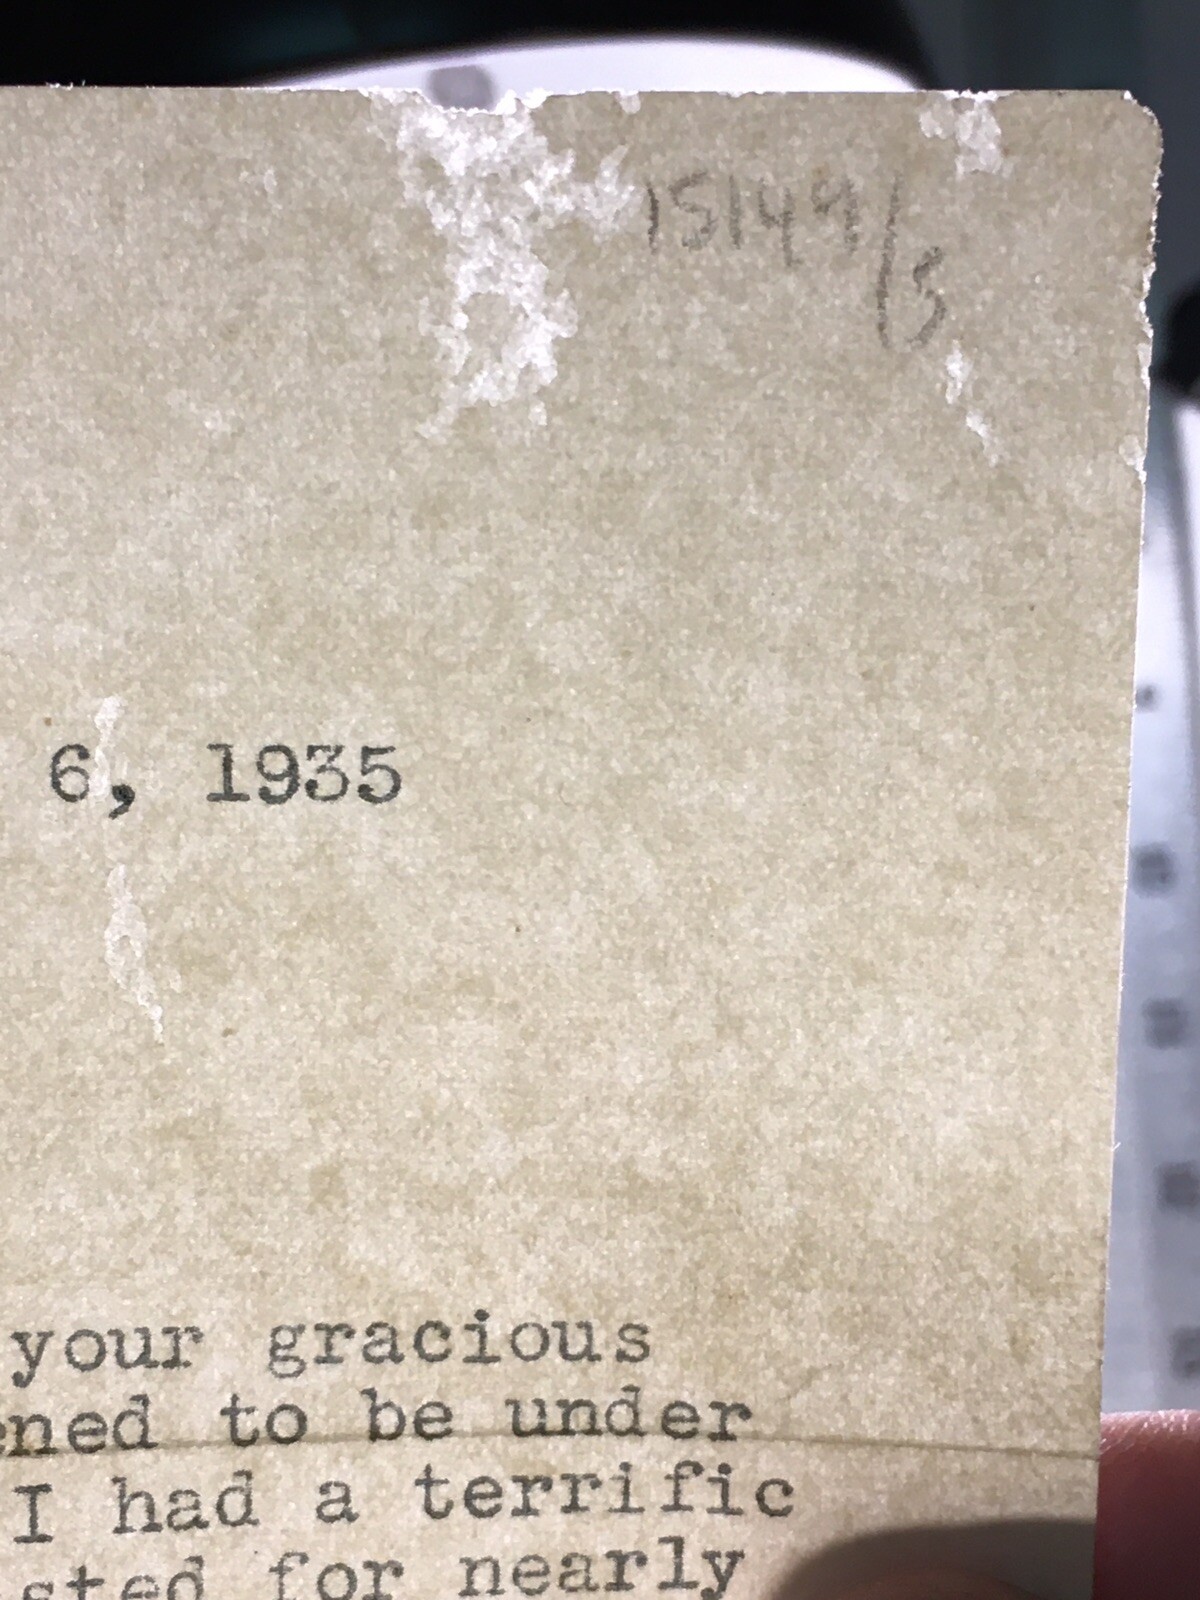 15149/5
6, 1935
your gracious
ened to be under
I had a terrific
sted for nearly